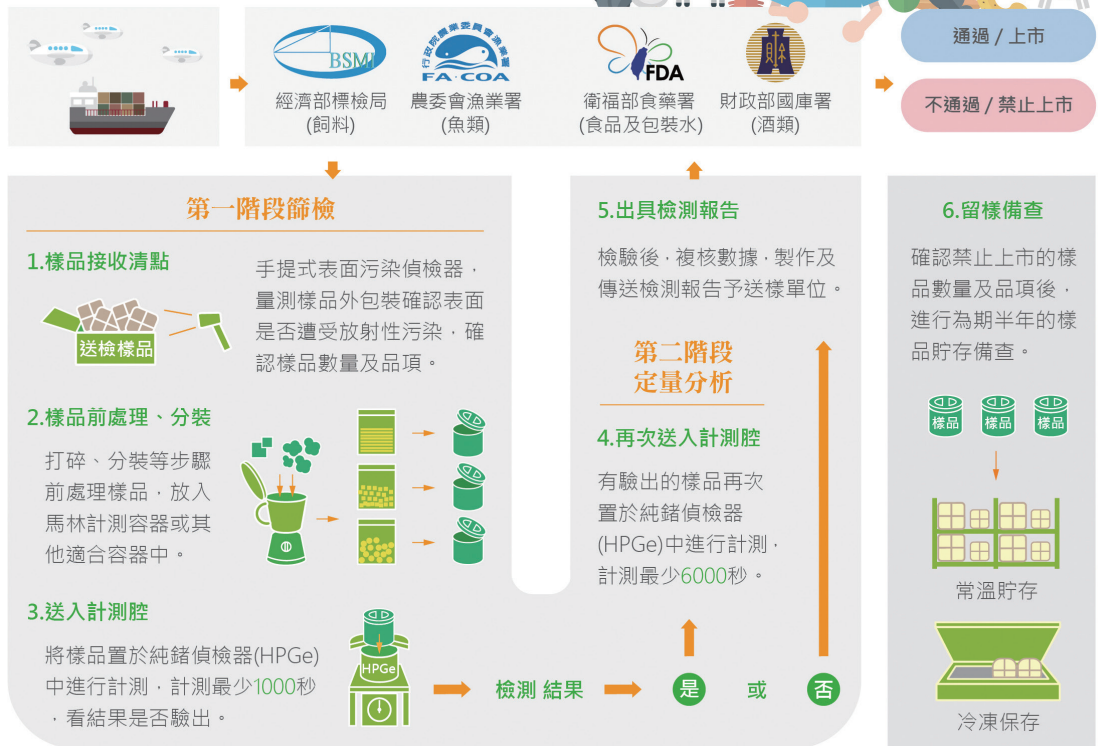 BSMI
行政院農業委員會漁業署
FA·COA
FDA
財
經濟部標檢局
(飼料)
農委會漁業署
(魚類)
衛福部食藥署
(食品及包裝水)
財政部國庫署
(酒類)
通過 / 上市
不通過 / 禁止上市
第一階段篩檢
1.樣品接收清點
送檢樣品
手提式表面污染偵檢器，
量測樣品外包裝確認表面
是否遭受放射性污染，確
認樣品數量及品項。
2.樣品前處理、分裝
打碎、分裝等步驟
前處理樣品，放入
馬林計測容器或其
他適合容器中。
3.送入計測腔
將樣品置於純鍺偵檢器(HPGe)
中進行計測，計測最少1000秒
，看結果是否驗出。
HPGe
檢測 結果
是
或
否
第二階段
定量分析
4.再次送入計測腔
有驗出的樣品再次
置於純鍺偵檢器
(HPGe)中進行計測，
計測最少6000秒。
5.出具檢測報告
檢驗後，複核數據，製作及
傳送檢測報告予送樣單位。
6.留樣備查
確認禁止上市的樣
品數量及品項後，
進行為期半年的樣
品貯存備查。
樣品
樣品
樣品
常溫貯存
冷凍保存